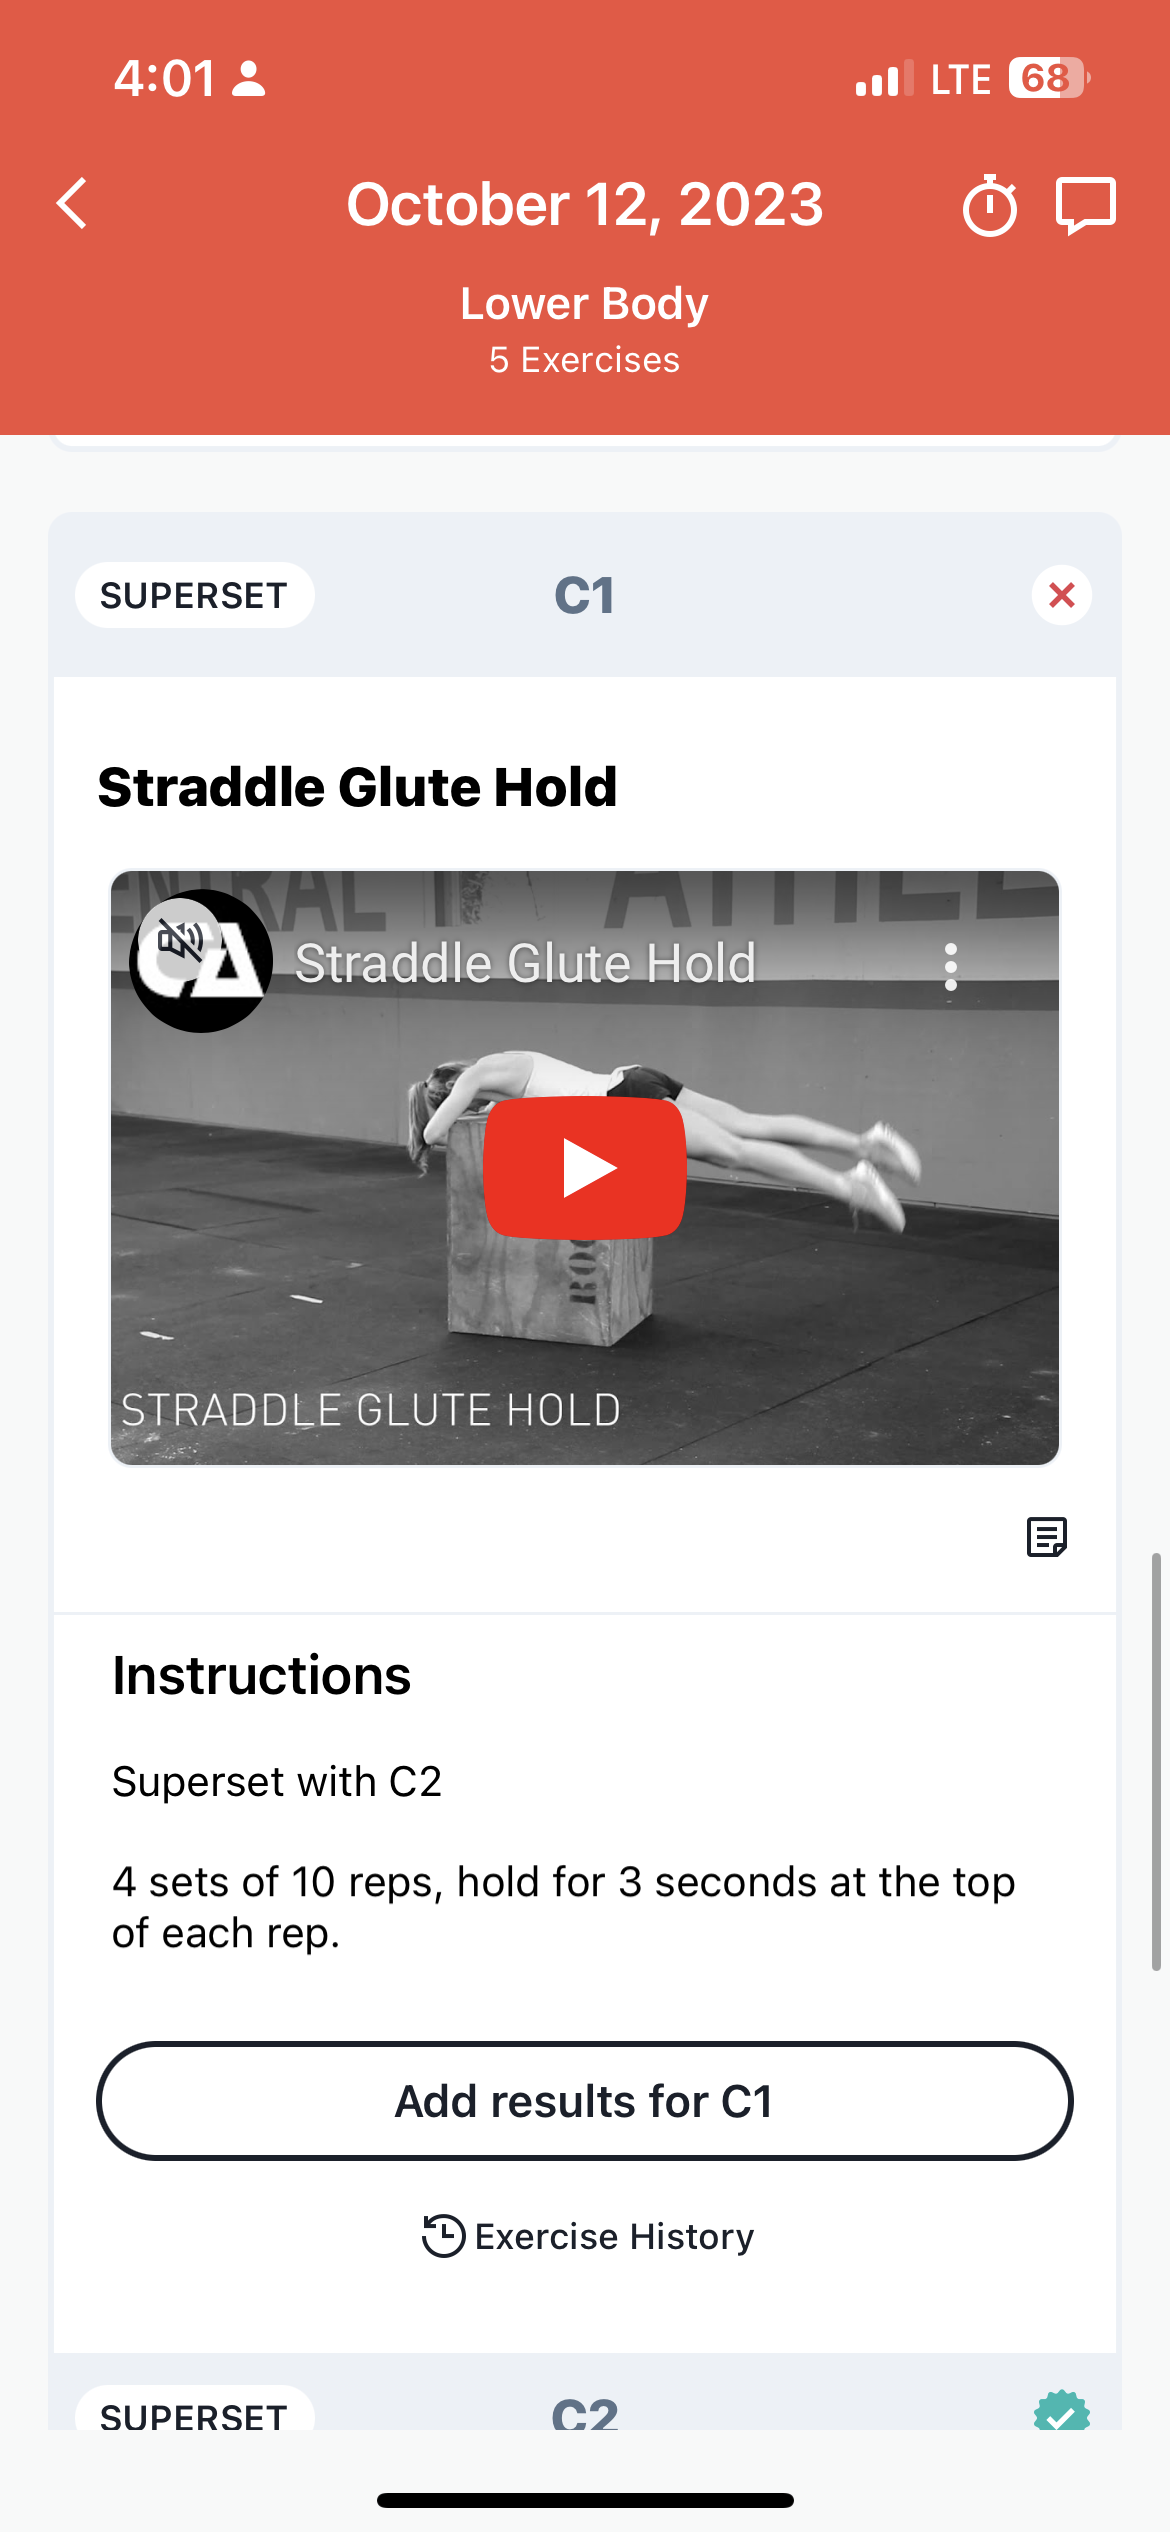 4:01
LTE 68
October 12, 2023
Lower Body
5 Exercises
SUPERSET
C1
Straddle Glute Hold
CA
Straddle Glute Hold
STRADDLE GLUTE HOLD
Instructions
Superset with C2
4 sets of 10 reps, hold for 3 seconds at the top
of each rep.
Add results for C1
Exercise History
SUPERSET
C2